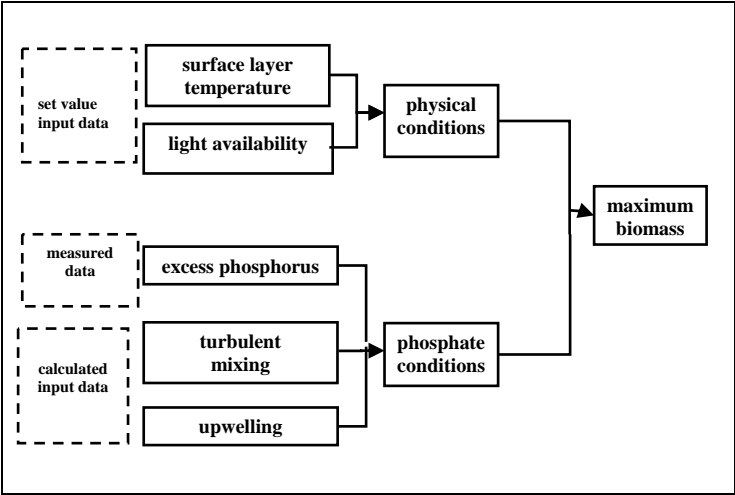 set value
input data
surface layer
temperature
light availability
physical
conditions
maximum
biomass
measured
data
excess phosphorus
calculated
input data
turbulent
mixing
upwelling
phosphate
conditions